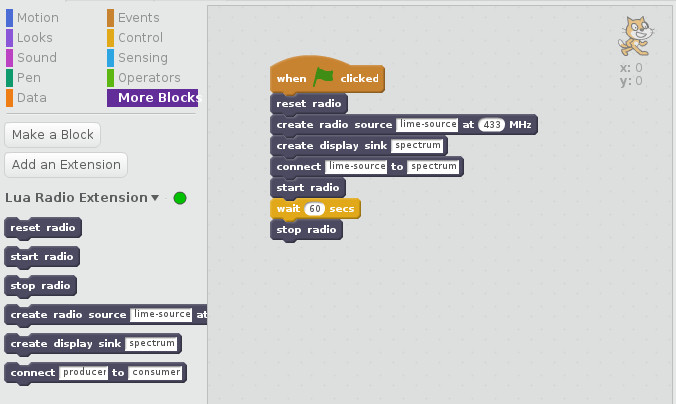 Motion
Events
Looks
Control
Sound
Sensing
Pen
Operators
Data
More Blocks
Make a Block
Add an Extension
Lua Radio Extension
reset radio
start radio
stop radio
create radio source lime-source at
create display sink spectrum
connect producer to consumer
when clicked
reset radio
create radio source lime-source at 433 MHz
create display sink spectrum
connect lime-source to spectrum
start radio
wait 60 secs
stop radio
x: 0
y: 0